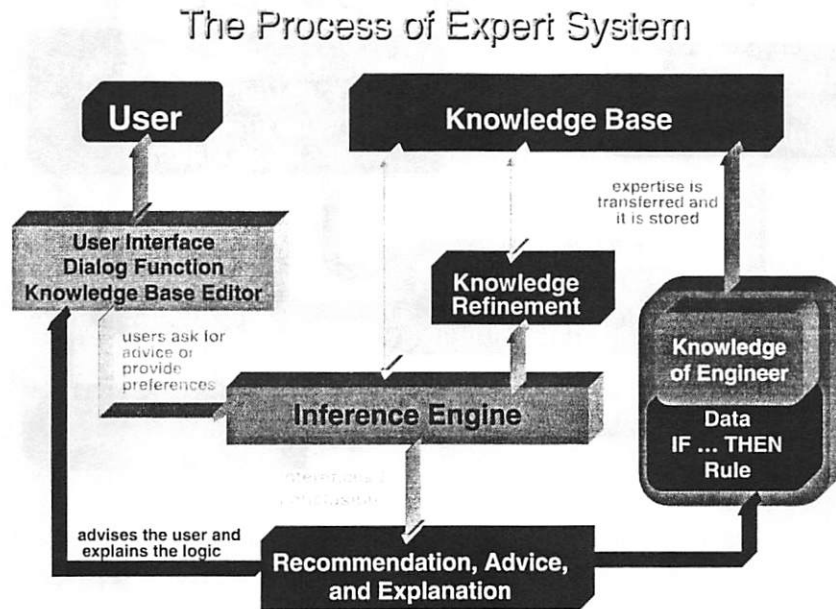 The Process of Expert System
User
Knowledge Base
expertise is
transferred and
it is stored
User Interface
Dialog Function
Knowledge Base Editor
Knowledge
Refinement
users ask for
advice or
provide
preferences
Knowledge
of Engineer
Inference Engine
Data
IF ... THEN
Rule
advises the user and
explains the logic
Recommendation, Advice,
and Explanation